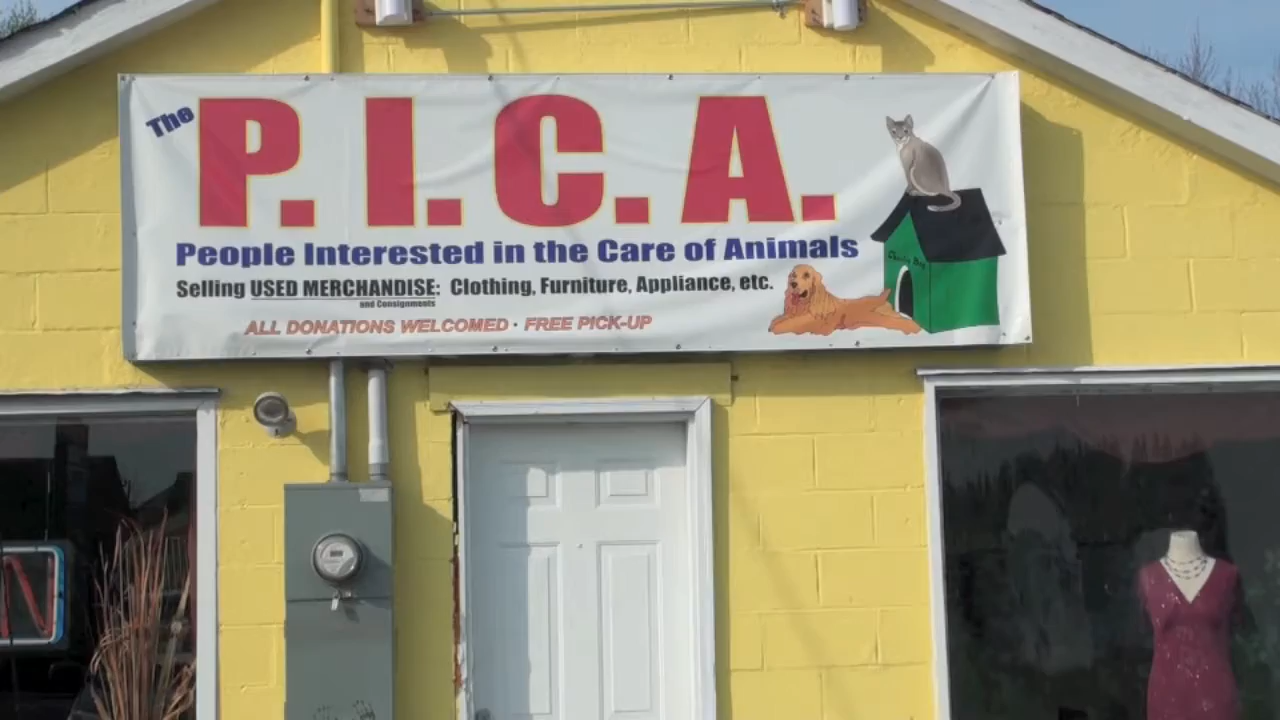 The P.I.C.A.
People Interested in the Care of Animals
Selling USED MERCHANDISE: Clothing, Furniture, Appliance, etc.
and Consignments
ALL DONATIONS WELCOMED · FREE PICK-UP